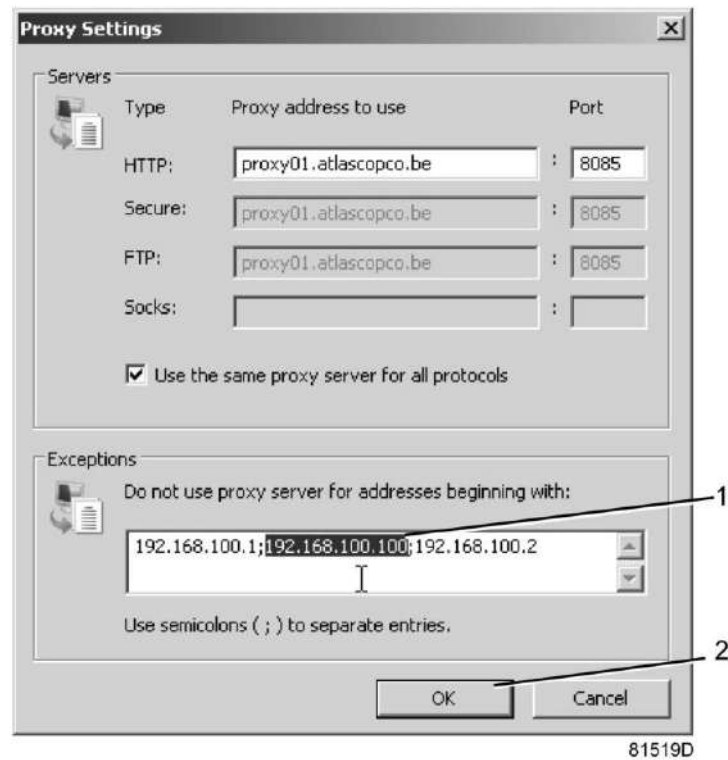 Proxy Settings
Servers
Type Proxy address to use Port
HTTP: proxy01.atlascopco.be : 8085
Secure: proxy01.atlascopco.be : 8085
FTP: proxy01.atlascopco.be : 8085
Socks: :
Use the same proxy server for all protocols
Exceptions
Do not use proxy server for addresses beginning with:
1
192.168.100.1;192.168.100.100;192.168.100.2
Use semicolons ( ; ) to separate entries.
2
OK Cancel
81519D